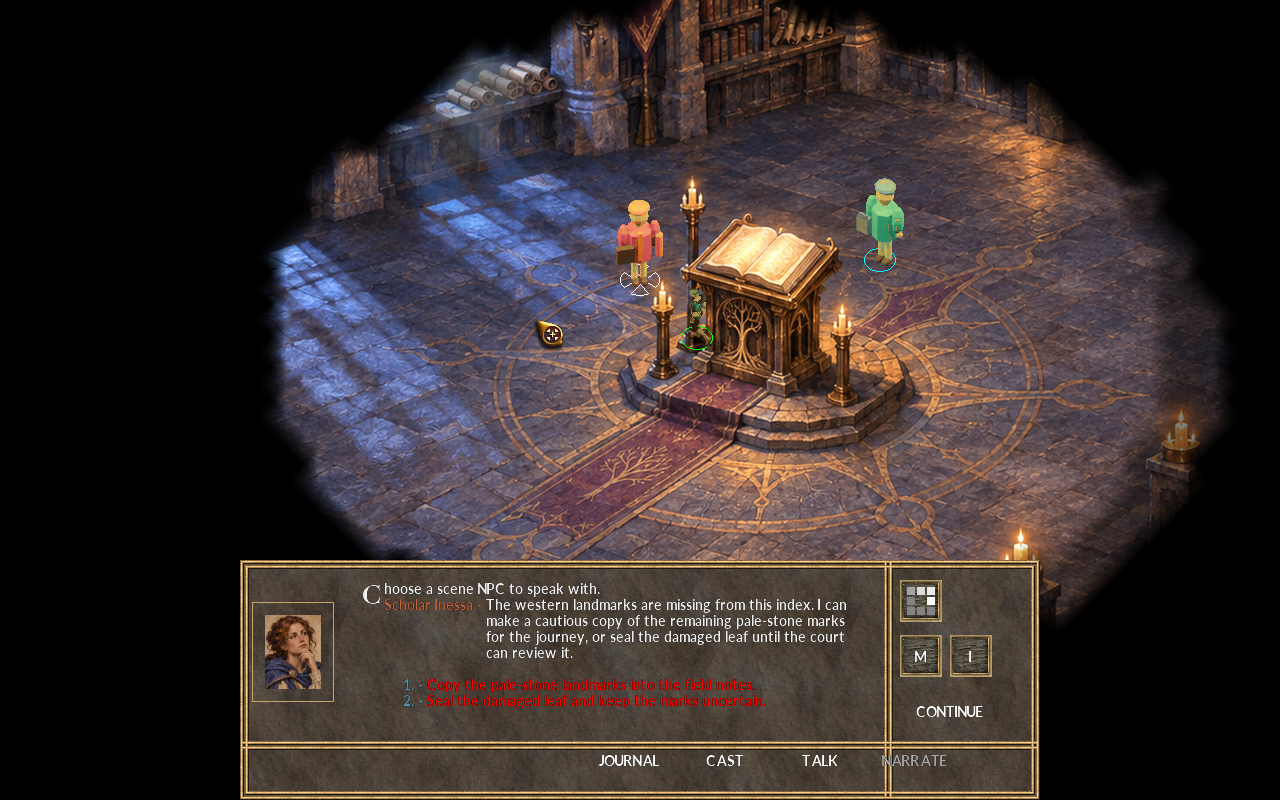 Choose a scene NPC to speak with.
Scholar Inessa - The western landmarks are missing from this index. I can
make a cautious copy of the remaining pale-stone marks
for the journey, or seal the damaged leaf until the court
can review it.
1. - Copy the pale-stone landmarks into the field notes.
2. - Seal the damaged leaf and keep the marks uncertain.
M I
CONTINUE
JOURNAL CAST TALK NARRATE